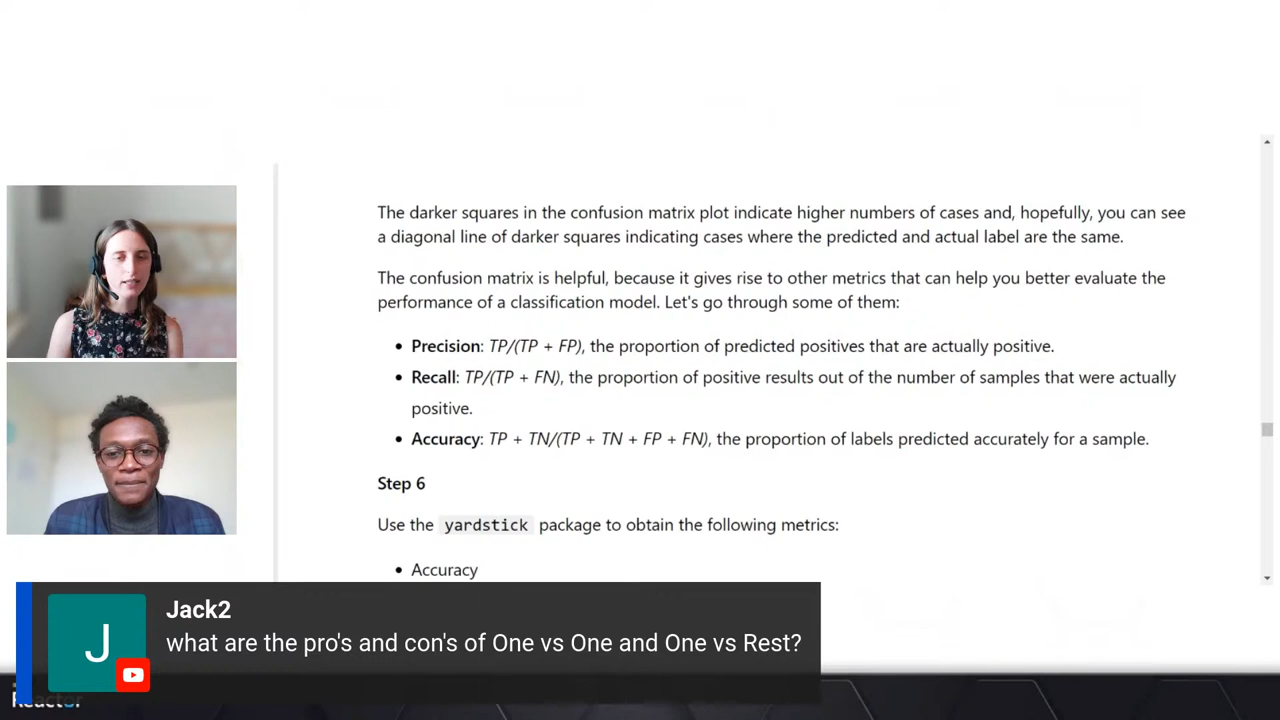 The darker squares in the confusion matrix plot indicate higher numbers of cases and, hopefully, you can see
a diagonal line of darker squares indicating cases where the predicted and actual label are the same.
The confusion matrix is helpful, because it gives rise to other metrics that can help you better evaluate the
performance of a classification model. Let's go through some of them:
• Precision: TP/(TP + FP), the proportion of predicted positives that are actually positive.
• Recall: TP/(TP + FN), the proportion of positive results out of the number of samples that were actually
positive.
• Accuracy: TP + TN/(TP + TN + FP + FN), the proportion of labels predicted accurately for a sample.
Step 6
Use the yardstick package to obtain the following metrics:
• Accuracy
J
Jack2
what are the pro's and con's of One vs One and One vs Rest?
Reactor